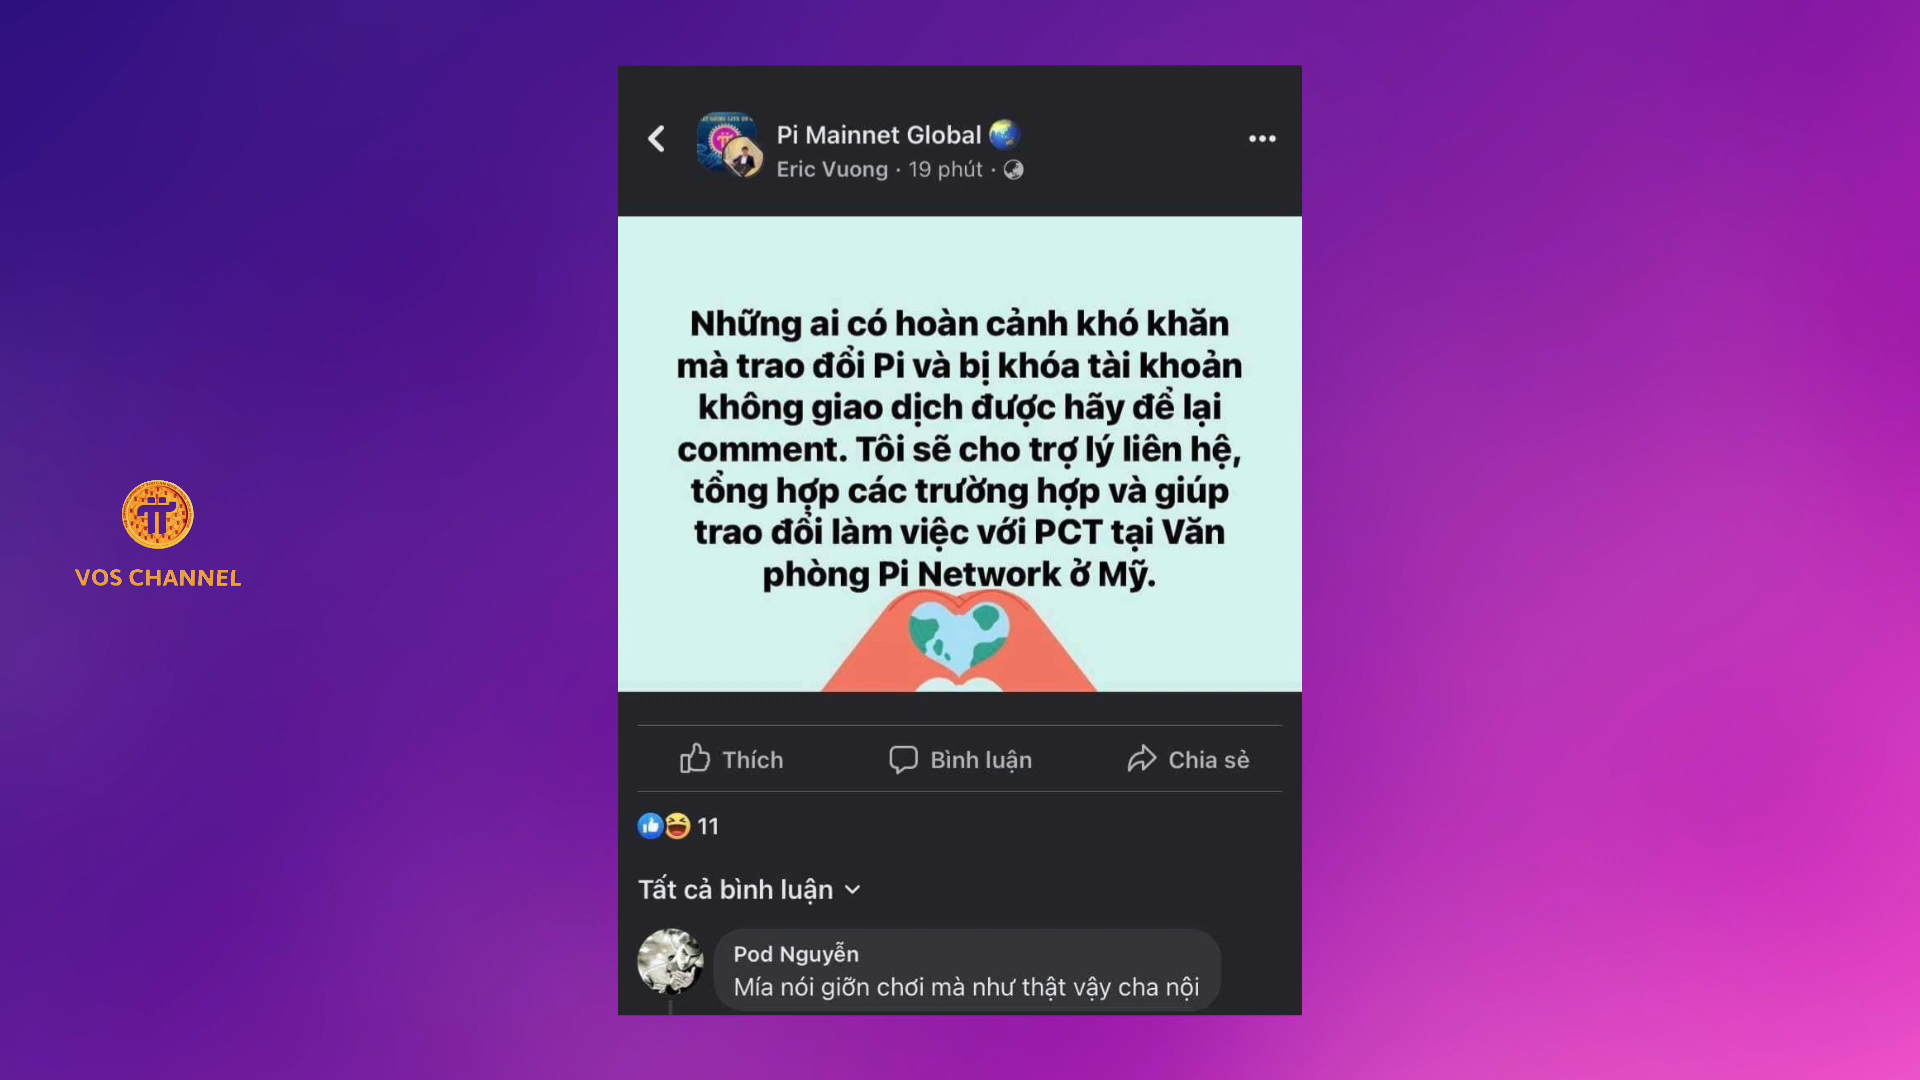 Pi Mainnet Global
Eric Vuong · 19 phút ·
Những ai có hoàn cảnh khó khăn
mà trao đổi Pi và bị khóa tài khoản
không giao dịch được hãy để lại
comment. Tôi sẽ cho trợ lý liên hệ,
tổng hợp các trường hợp và giúp
trao đổi làm việc với PCT tại Văn
phòng Pi Network ở Mỹ.
VOS CHANNEL
Thích
Bình luận
Chia sẻ
11
Tất cả bình luận
Pod Nguyễn
Mía nói giỡn chơi mà như thật vậy cha nội